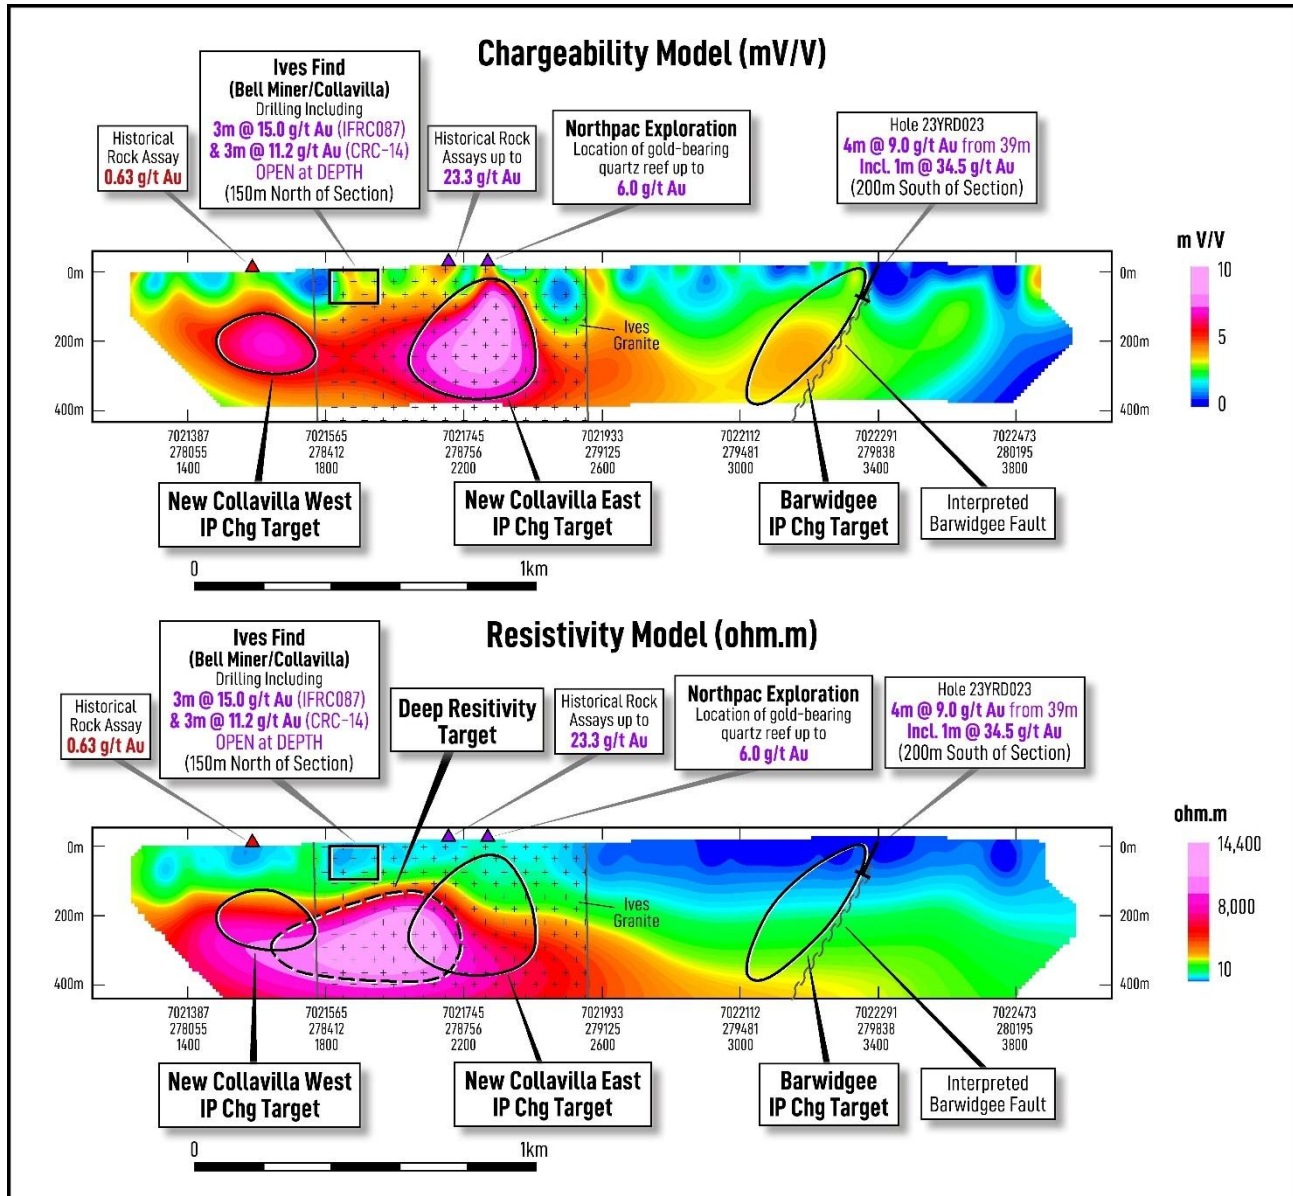 Chargeability Model (mV/V)
Ives Find
(Bell Miner/Collavilla)
Drilling Including
3m @ 15.0 g/t Au (IFRC087)
& 3m @ 11.2 g/t Au (CRC-14)
OPEN at DEPTH
(150m North of Section)
Historical
Rock Assay
0.63 g/t Au
Historical Rock
Assays up to
23.3 g/t Au
Northpac Exploration
Location of gold-bearing
quartz reef up to
6.0 g/t Au
Hole 23YRD023
4m @ 9.0 g/t Au from 39m
Incl. 1m @ 34.5 g/t Au
(200m South of Section)
m V/V
10
5
0
0m
200m
400m
0m
200m
400m
Ives
Granite
7021387
278055
1400
7021565
278412
1800
7021745
278756
2200
7021933
279125
2600
7022112
279481
3000
7022291
279838
3400
7022473
280195
3800
New Collavilla West
IP Chg Target
New Collavilla East
IP Chg Target
Barwidgee
IP Chg Target
Interpreted
Barwidgee Fault
0 1km
Resistivity Model (ohm.m)
Ives Find
(Bell Miner/Collavilla)
Drilling Including
3m @ 15.0 g/t Au (IFRC087)
& 3m @ 11.2 g/t Au (CRC-14)
OPEN at DEPTH
(150m North of Section)
Historical
Rock Assay
0.63 g/t Au
Deep Resitivity
Target
Historical Rock
Assays up to
23.3 g/t Au
Northpac Exploration
Location of gold-bearing
quartz reef up to
6.0 g/t Au
Hole 23YRD023
4m @ 9.0 g/t Au from 39m
Incl. 1m @ 34.5 g/t Au
(200m South of Section)
ohm.m
14,400
8,000
10
0m
200m
400m
0m
200m
400m
Ives
Granite
7021387
278055
1400
7021565
278412
1800
7021745
278756
2200
7021933
279125
2600
7022112
279481
3000
7022291
279838
3400
7022473
280195
3800
New Collavilla West
IP Chg Target
New Collavilla East
IP Chg Target
Barwidgee
IP Chg Target
Interpreted
Barwidgee Fault
0 1km